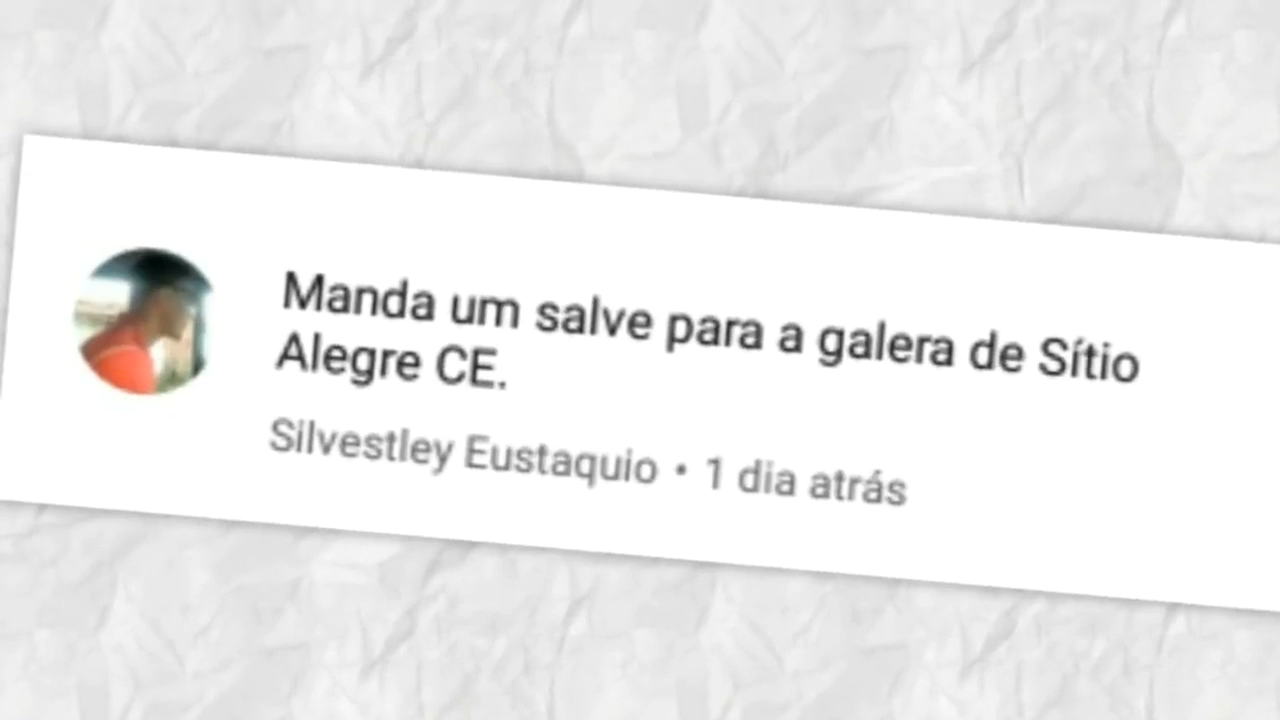 Manda um salve para a galera de Sítio
Alegre CE.
Silvestley Eustaquio • 1 dia atrás